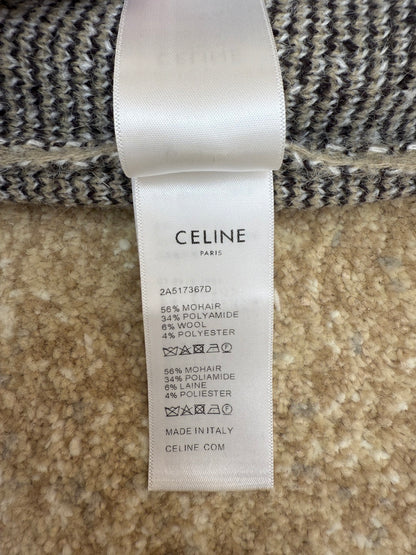 CELINE
PARIS
2A517367D
56% MOHAIR
34% POLYAMIDE
6% WOOL
4% POLYESTER
56% MOHAIR
34% POLIAMIDE
6% LAINE
4% POLIESTER
MADE IN ITALY
CELINE.COM